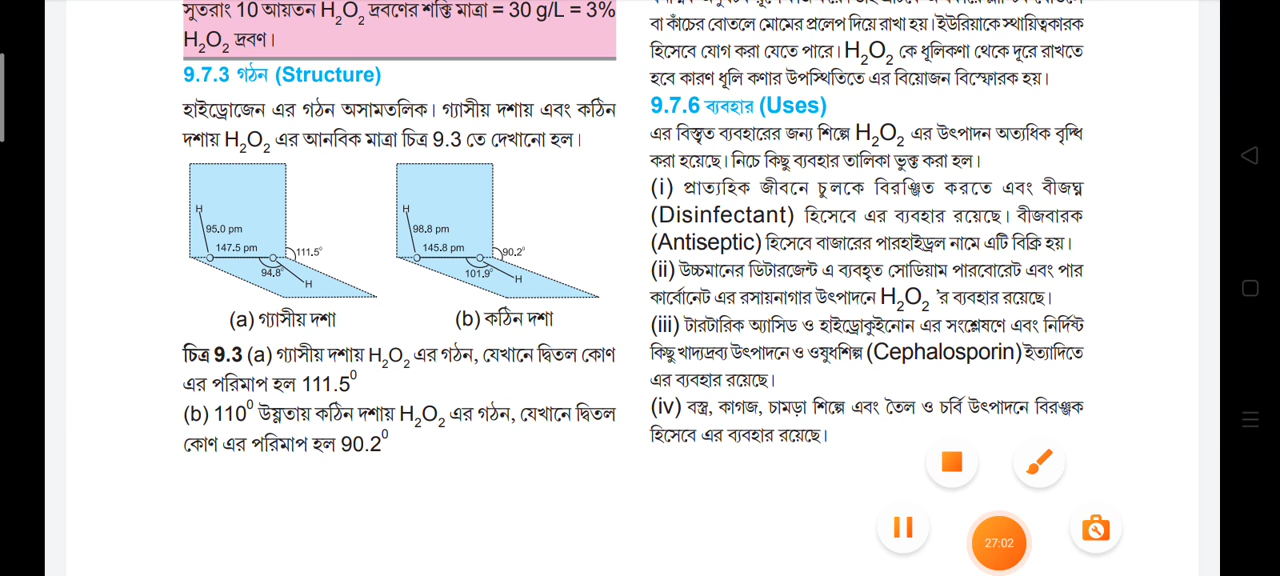 সুতরাং 10 আয়তন H₂O₂ দ্রবণের শক্তি মাত্রা = 30 g/L = 3%
H₂O₂ দ্রবণ।
9.7.3 গঠন (Structure)
হাইড্রোজেন এর গঠন অসামতলিক। গ্যাসীয় দশায় এবং কঠিন
দশায় H₂O₂ এর আনবিক মাত্রা চিত্র 9.3 তে দেখানো হল।
H
95.0 pm
147.5 pm
111.5⁰
94.8⁰
H
(a) গ্যাসীয় দশা
H
98.8 pm
145.8 pm
90.2⁰
101.9⁰
H
(b) কঠিন দশা
চিত্র 9.3 (a) গ্যাসীয় দশায় H₂O₂ এর গঠন, যেখানে দ্বিতল কোণ
এর পরিমাপ হল 111.5⁰
(b) 110⁰ উষ্ণতায় কঠিন দশায় H₂O₂ এর গঠন, যেখানে দ্বিতল
কোণ এর পরিমাপ হল 90.2⁰
বা কাঁচের বোতলে মোমের প্রলেপ দিয়ে রাখা হয়। ইউরিয়াকে স্থায়িত্বকারক
হিসেবে যোগ করা যেতে পারে। H₂O₂ কে ধূলিকণা থেকে দূরে রাখতে
হবে কারণ ধূলি কণার উপস্থিতিতে এর বিয়োজন বিস্ফোরক হয়।
9.7.6 ব্যবহার (Uses)
এর বিস্তৃত ব্যবহারের জন্য শিল্পে H₂O₂ এর উৎপাদন অত্যধিক বৃদ্ধি
করা হয়েছে। নিচে কিছু ব্যবহার তালিকা ভুক্ত করা হল।
(i) প্রাত্যহিক জীবনে চুলকে বিরঞ্জিত করতে এবং বীজঘ্ন
(Disinfectant) হিসেবে এর ব্যবহার রয়েছে। বীজবারক
(Antiseptic) হিসেবে বাজারের পারহাইড্রল নামে এটি বিক্রি হয়।
(ii) উচ্চমানের ডিটারজেন্ট এ ব্যবহৃত সোডিয়াম পারবোরেট এবং পার
কার্বোনেট এর রসায়নাগার উৎপাদনে H₂O₂ 'র ব্যবহার রয়েছে।
(iii) টারটারিক অ্যাসিড ও হাইড্রোকুইনোন এর সংশ্লেষণে এবং নির্দিষ্ট
কিছু খাদ্যদ্রব্য উৎপাদনে ও ওষুধশিল্প (Cephalosporin) ইত্যাদিতে
এর ব্যবহার রয়েছে।
(iv) বস্ত্র, কাগজ, চামড়া শিল্পে এবং তৈল ও চর্বি উৎপাদনে বিরঞ্জক
হিসেবে এর ব্যবহার রয়েছে।
27:02